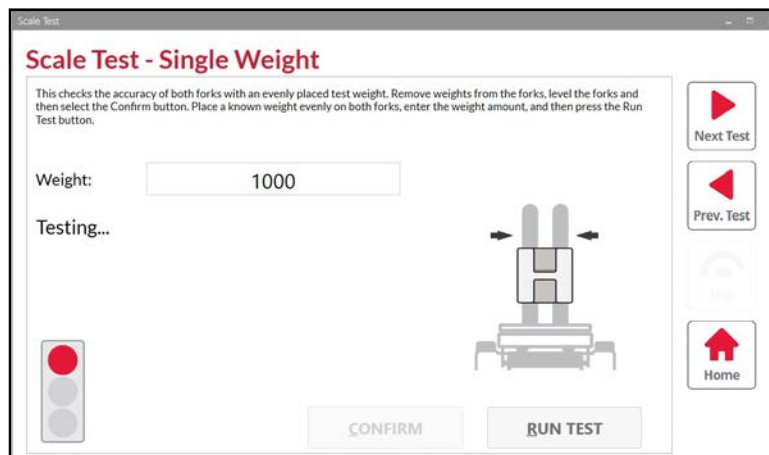 Scale Test
Scale Test - Single Weight
This checks the accuracy of both forks with an evenly placed test weight. Remove weights from the forks, level the forks and
then select the Confirm button. Place a known weight evenly on both forks, enter the weight amount, and then press the Run
Test button.
Next Test
Weight:
1000
Prev. Test
Testing...
Home
CONFIRM
RUN TEST